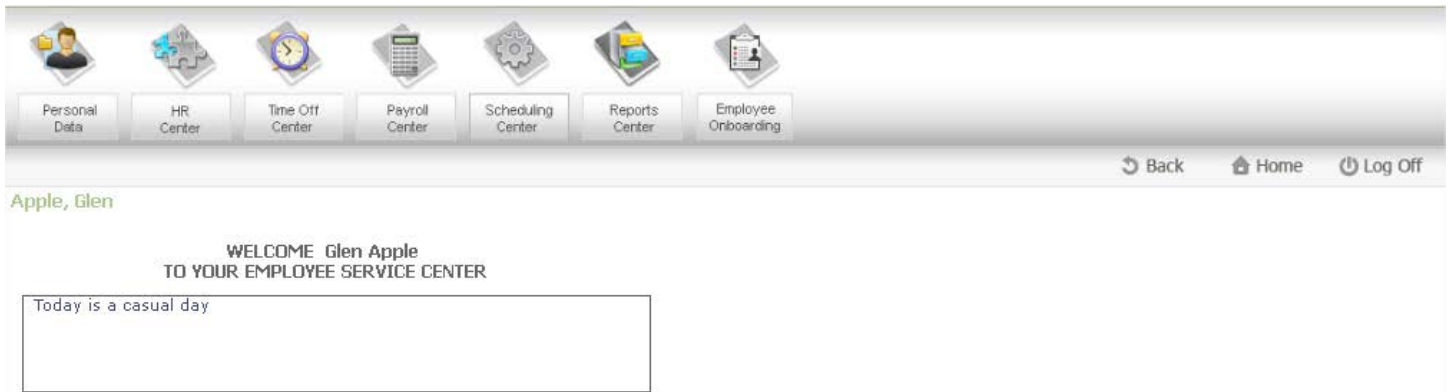 Personal Data
HR Center
Time Off Center
Payroll Center
Scheduling Center
Reports Center
Employee Onboarding
Back
Home
Log Off
Apple, Glen
WELCOME Glen Apple
TO YOUR EMPLOYEE SERVICE CENTER
Today is a casual day